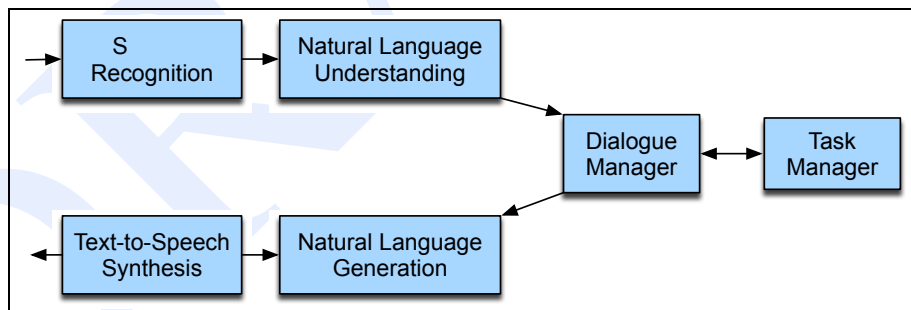 S
Recognition
Natural Language
Understanding
Dialogue
Manager
Task
Manager
Text-to-Speech
Synthesis
Natural Language
Generation